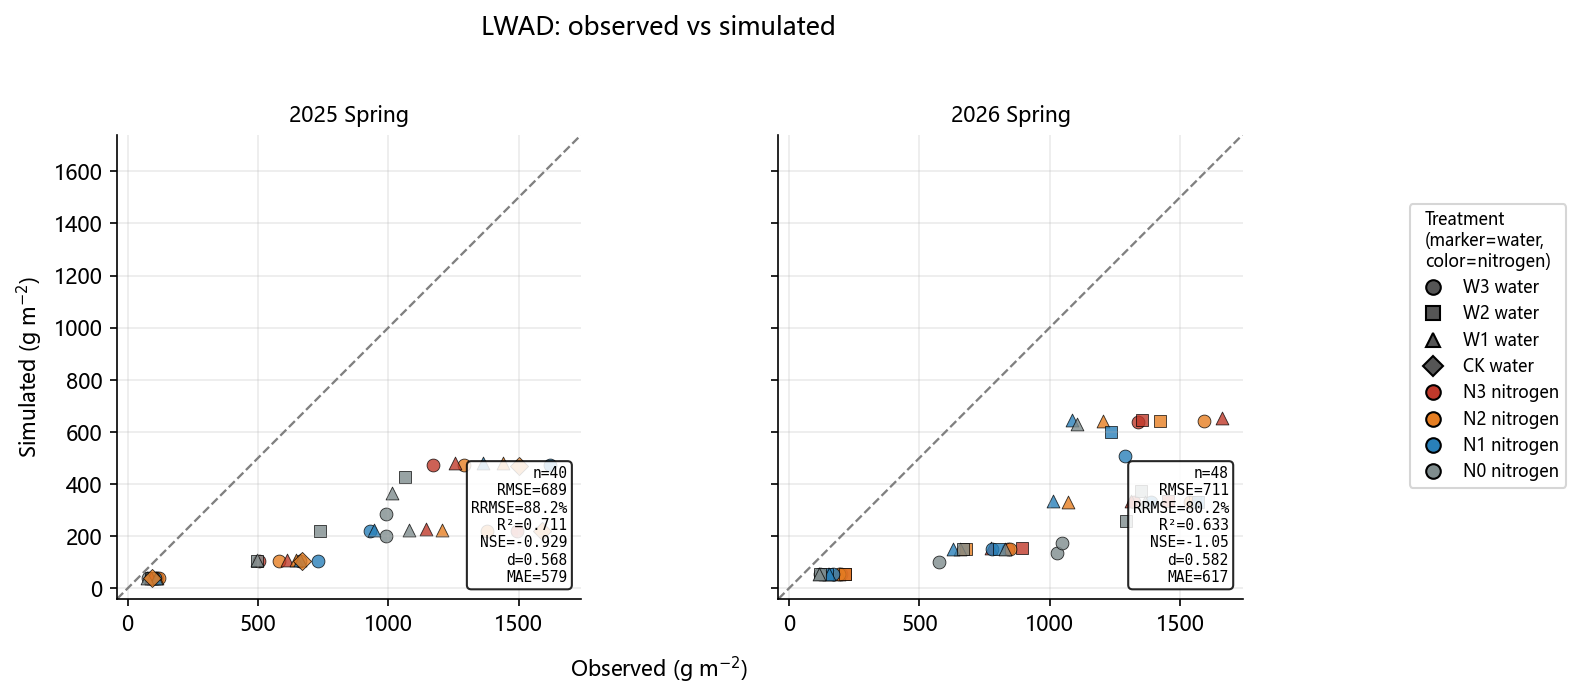 LWAD: observed vs simulated
2025 Spring
2026 Spring
Simulated (g m⁻²)
1600
1400
1200
1000
800
600
400
200
0
n=40
RMSE=689
RRMSE=88.2%
R²=0.711
NSE=-0.929
d=0.568
MAE=579
0
500
1000
1500
n=48
RMSE=711
RRMSE=80.2%
R²=0.633
NSE=-1.05
d=0.582
MAE=617
0
500
1000
1500
Observed (g m⁻²)
Treatment
(marker=water,
color=nitrogen)
W3 water
W2 water
W1 water
CK water
N3 nitrogen
N2 nitrogen
N1 nitrogen
N0 nitrogen